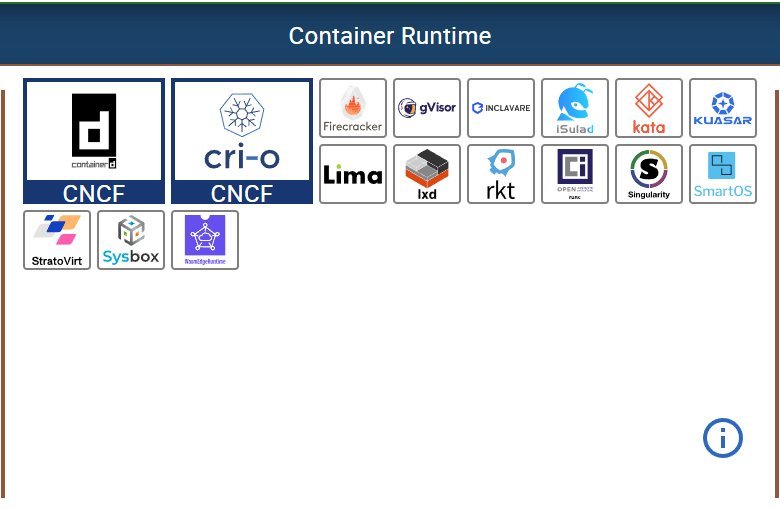 Container Runtime
d
containerd
CNCF
cri-o
CNCF
Firecracker
gVisor
INCLAVARE
iSulad
kata
KUASAR
Lima
lxd
rkt
Ci
OPEN
runc
S
Singularity
SmartOS
StratoVirt
Sysbox
WasmEdgeRuntime
i